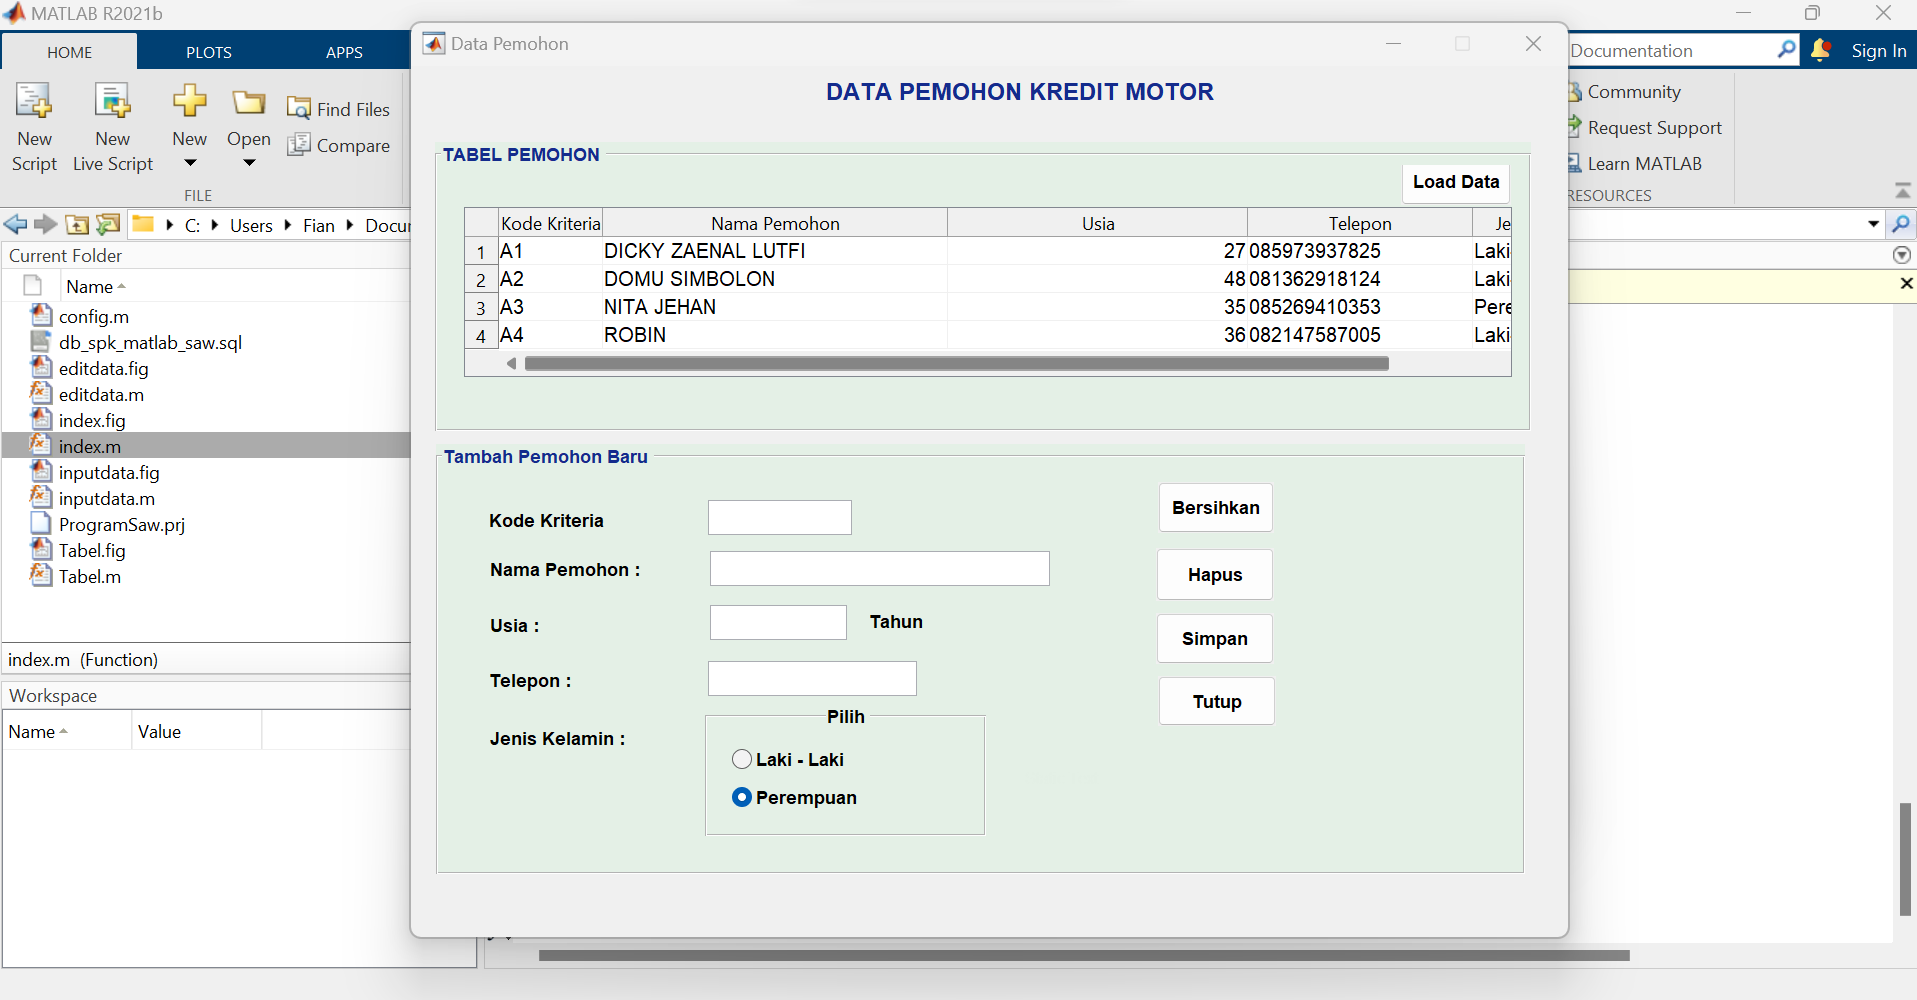 MATLAB R2021b
HOME PLOTS APPS
Documentation Sign In
New Script
New Live Script
New
Open
Find Files
Compare
FILE
Community
Request Support
Learn MATLAB
RESOURCES
C: Users Fian Docu
Current Folder
Name
config.m
db_spk_matlab_saw.sql
editdata.fig
editdata.m
index.fig
index.m
inputdata.fig
inputdata.m
ProgramSaw.prj
Tabel.fig
Tabel.m
index.m (Function)
Workspace
Name Value
Data Pemohon
DATA PEMOHON KREDIT MOTOR
TABEL PEMOHON
Load Data
Kode Kriteria Nama Pemohon Usia Telepon Je
1 A1 DICKY ZAENAL LUTFI 27 085973937825 Laki
2 A2 DOMU SIMBOLON 48 081362918124 Laki
3 A3 NITA JEHAN 35 085269410353 Pere
4 A4 ROBIN 36 082147587005 Laki
Tambah Pemohon Baru
Kode Kriteria
Nama Pemohon :
Usia : Tahun
Telepon :
Jenis Kelamin :
Pilih
Laki - Laki
Perempuan
Bersihkan
Hapus
Simpan
Tutup